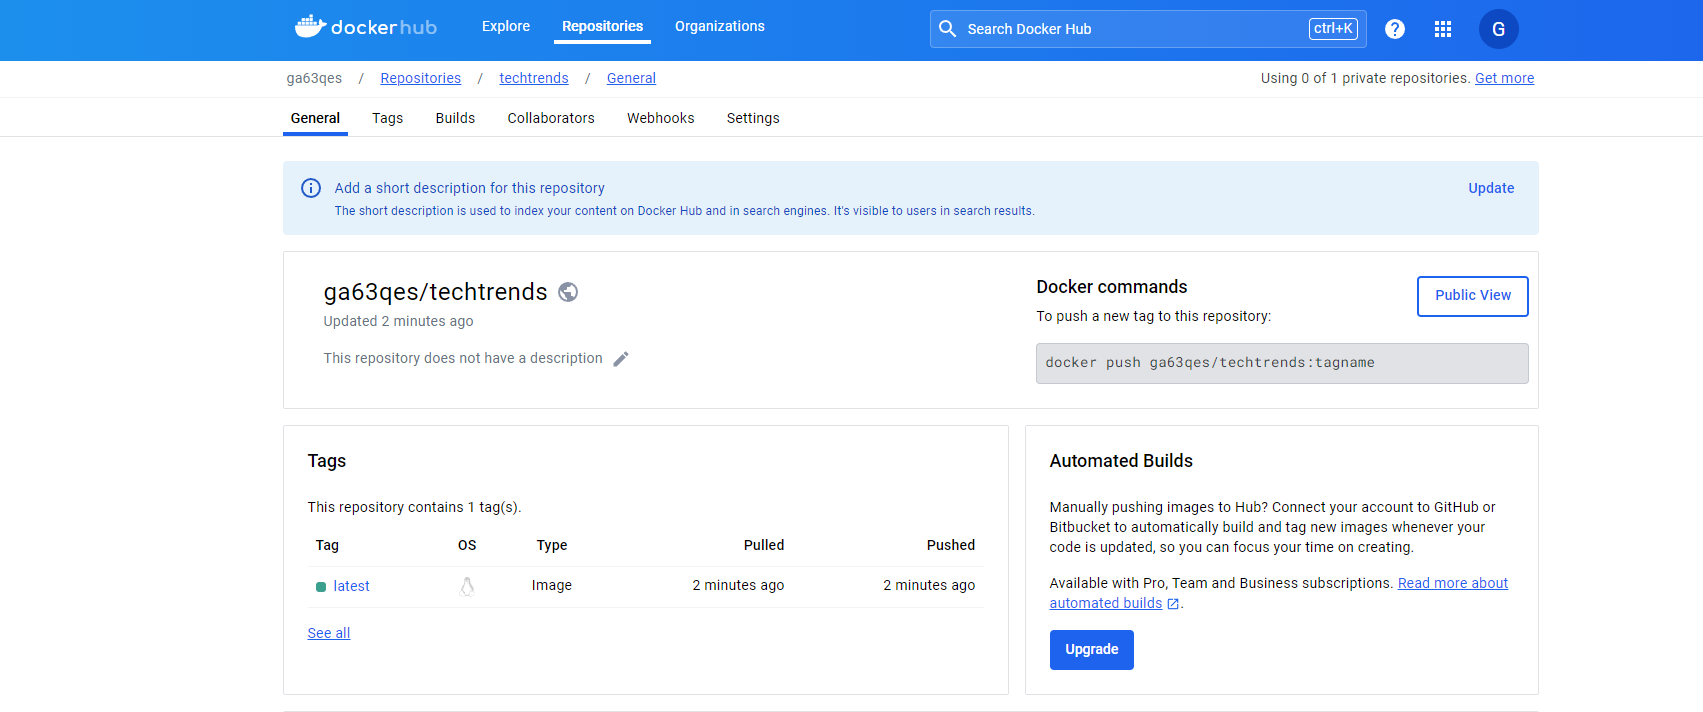 dockerhub
Explore
Repositories
Organizations
Search Docker Hub
ctrl+K
?
G
ga63qes / Repositories / techtrends / General
Using 0 of 1 private repositories. Get more
General
Tags
Builds
Collaborators
Webhooks
Settings
Add a short description for this repository
The short description is used to index your content on Docker Hub and in search engines. It's visible to users in search results.
Update
ga63qes/techtrends
Updated 2 minutes ago
This repository does not have a description
Docker commands
To push a new tag to this repository:
Public View
docker push ga63qes/techtrends:tagname
Tags
This repository contains 1 tag(s).
Tag OS Type Pulled Pushed
latest Image 2 minutes ago 2 minutes ago
See all
Automated Builds
Manually pushing images to Hub? Connect your account to GitHub or
Bitbucket to automatically build and tag new images whenever your
code is updated, so you can focus your time on creating.
Available with Pro, Team and Business subscriptions. Read more about
automated builds .
Upgrade